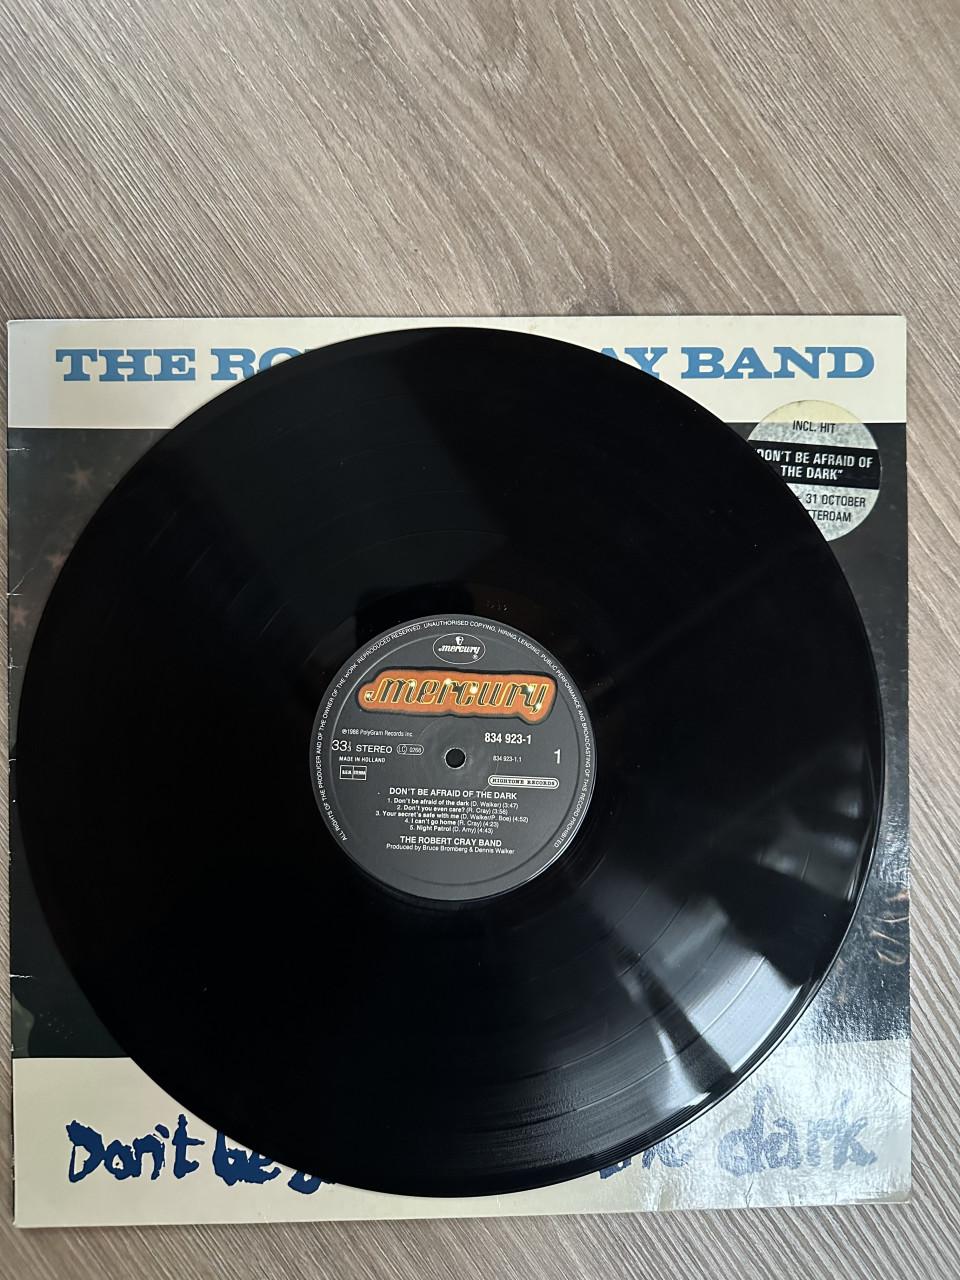 THE RO AY BAND
INCL. HIT
"DON'T BE AFRAID OF
THE DARK"
31 OCTOBER
TERDAM
ALL RIGHTS OF THE PRODUCER AND OF THE OWNER OF THE WORK REPRODUCED RESERVED. UNAUTHORISED COPYING, HIRING, LENDING, PUBLIC PERFORMANCE AND BROADCASTING OF THIS RECORD PROHIBITED
mercury
®
mercury
℗1988 PolyGram Records Inc.
834 923-1
33⅓ STEREO LC 0268
834 923-1.1
1
MADE IN HOLLAND
STEMRA
HIGHTONE RECORDS
DON'T BE AFRAID OF THE DARK
1. Don't be afraid of the dark (D. Walker) (3:47)
2. Don't you even care? (R. Cray) (3:56)
3. Your secret's safe with me (D. Walker/P. Boe) (4:52)
4. I can't go home (R. Cray) (4:23)
5. Night Patrol (D. Amy) (4:43)
THE ROBERT CRAY BAND
Produced by Bruce Bromberg & Dennis Walker
Don't be the dark